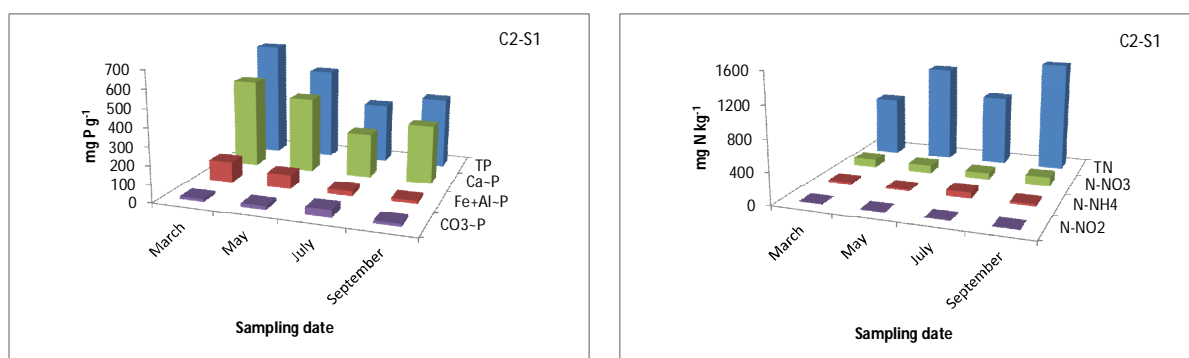 C2-S1
700
600
500
400
300
200
100
0
mg P g-1
TP
Ca~P
Fe+Al~P
CO3~P
March
May
July
September
Sampling date
C2-S1
1600
1200
800
400
0
mg N kg-1
TN
N-NO3
N-NH4
N-NO2
March
May
July
September
Sampling date